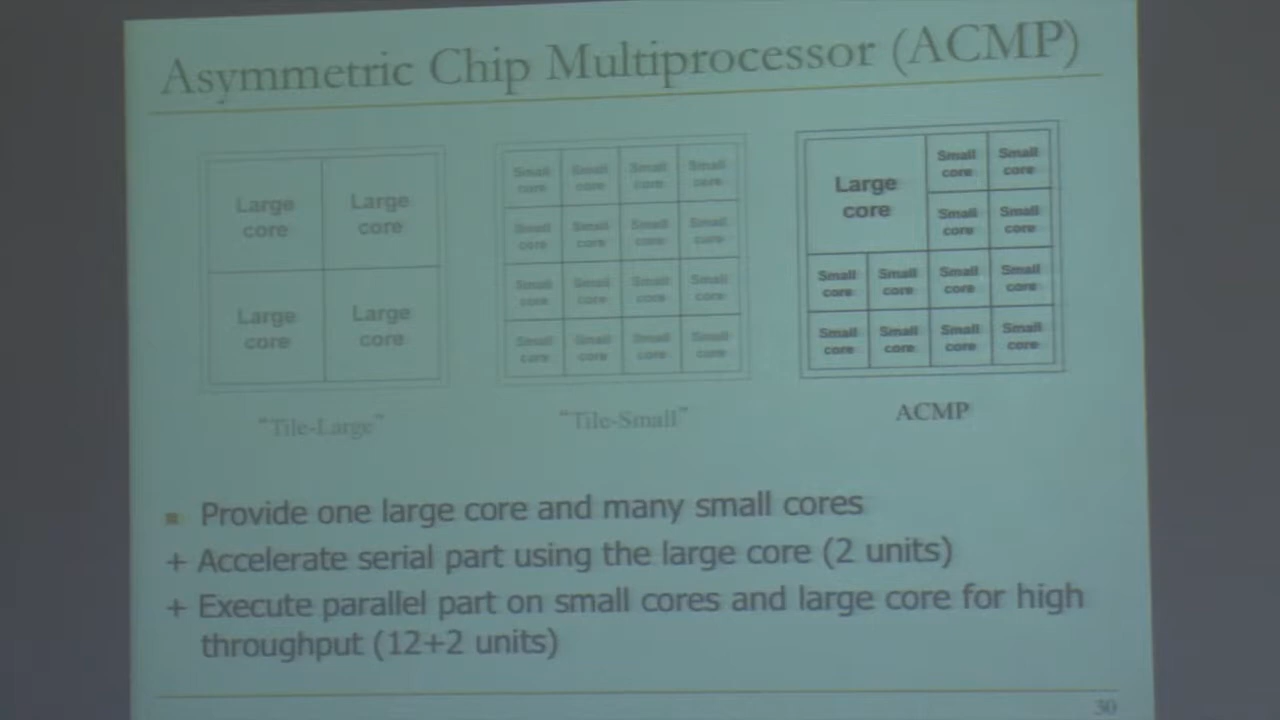 Asymmetric Chip Multiprocessor (ACMP)
Large
core
Large
core
Large
core
Large
core
"Tile-Large"
Small
core
Small
core
Small
core
Small
core
Small
core
Small
core
Small
core
Small
core
Small
core
Small
core
Small
core
Small
core
Small
core
Small
core
Small
core
Small
core
"Tile-Small"
Large
core
Small
core
Small
core
Small
core
Small
core
Small
core
Small
core
Small
core
Small
core
Small
core
Small
core
Small
core
Small
core
ACMP
Provide one large core and many small cores
+ Accelerate serial part using the large core (2 units)
+ Execute parallel part on small cores and large core for high
throughput (12+2 units)
30